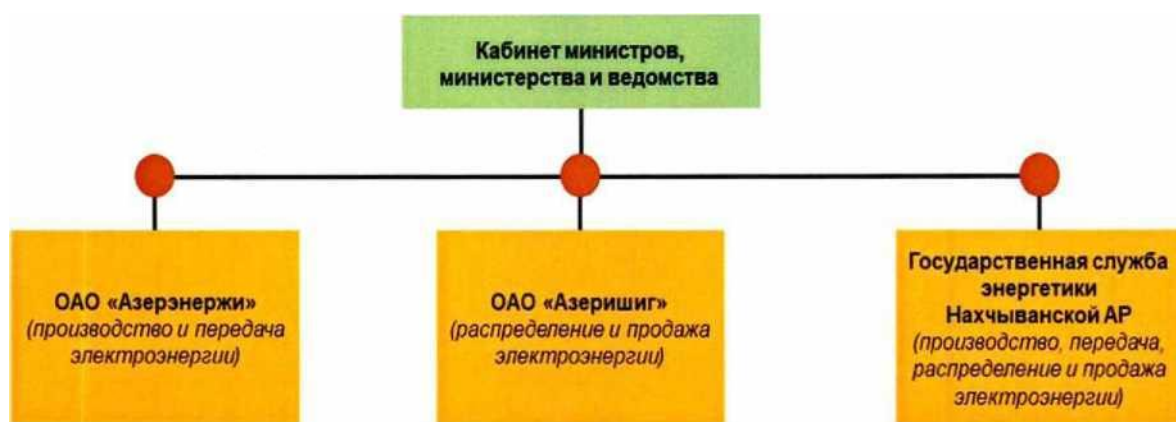 Кабинет министров,
министерства и ведомства
ОАО «Азерэнержи»
(производство и передача
электроэнергии)
ОАО «Азеришиг»
(распределение и продажа
электроэнергии)
Государственная служба
энергетики
Нахчыванской АР
(производство, передача,
распределение и продажа
электроэнергии)